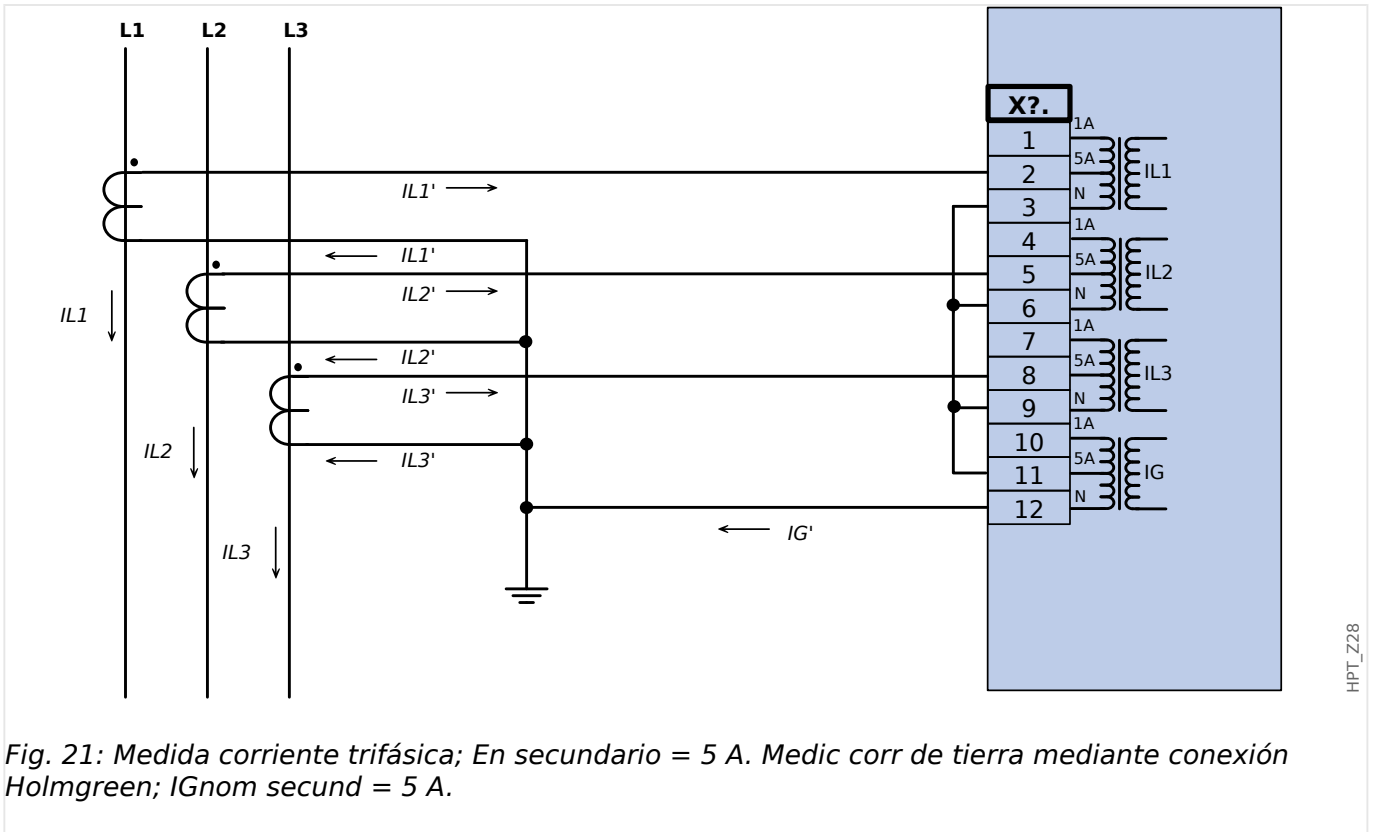 L1 L2 L3
X?.
1
2
3
4
5
6
7
8
9
10
11
12
1A
5A
N
IL1
1A
5A
N
IL2
1A
5A
N
IL3
1A
5A
N
IG
IL1'
IL1'
IL2'
IL2'
IL3'
IL3'
IG'
IL1
IL2
IL3
HPT_Z28
Fig. 21: Medida corriente trifásica; En secundario = 5 A. Medic corr de tierra mediante conexión
Holmgreen; IGnom secund = 5 A.